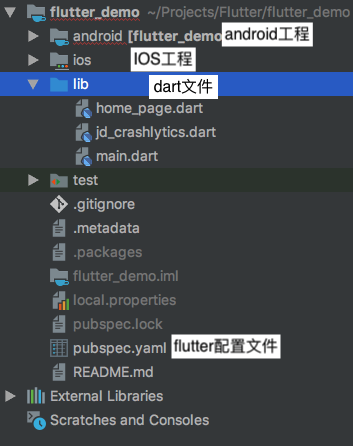 flutter_demo ~/Projects/Flutter/flutter_demo
android [flutter_demo android工程
ios IOS工程
lib dart文件
home_page.dart
jd_crashlytics.dart
main.dart
test
.gitignore
.metadata
.packages
flutter_demo.iml
local.properties
pubspec.lock
pubspec.yaml flutter配置文件
README.md
External Libraries
Scratches and Consoles